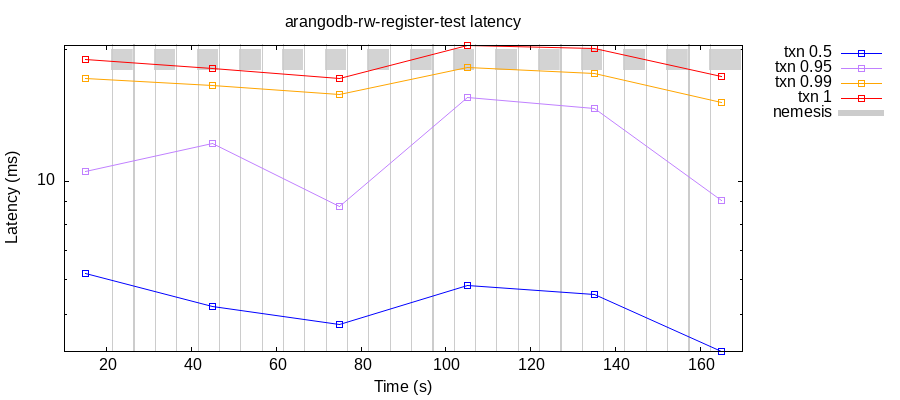 arangodb-rw-register-test latency
txn 0.5
txn 0.95
txn 0.99
txn 1
nemesis
Latency (ms)
10
20 40 60 80 100 120 140 160
Time (s)